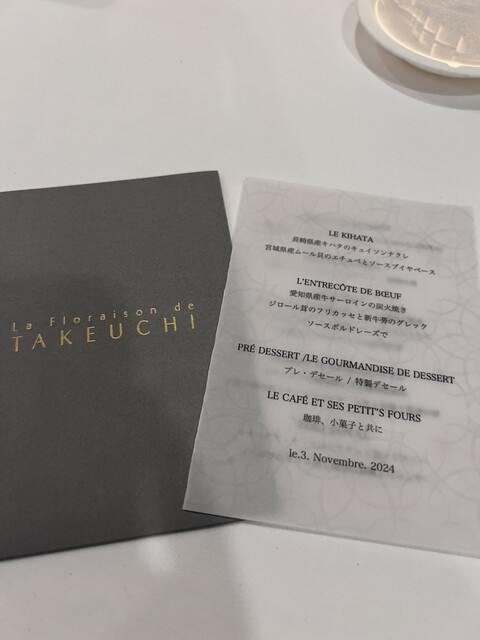 La Floraison de
TAKEUCHI
LE KIHATA
長崎県産キハタのキュイソンナクレ
宮城県産ムール貝のエチュベとソースブイヤベース
L'ENTRECÔTE DE BŒUF
愛知県産牛サーロインの炭火焼き
ジロール茸のフリカッセと新牛蒡のグレック
ソースボルドレーズで
PRÉ DESSERT /LE GOURMANDISE DE DESSERT
プレ・デセール / 特製デセール
LE CAFÉ ET SES PETIT'S FOURS
珈琲、小菓子と共に
le.3. Novembre. 2024